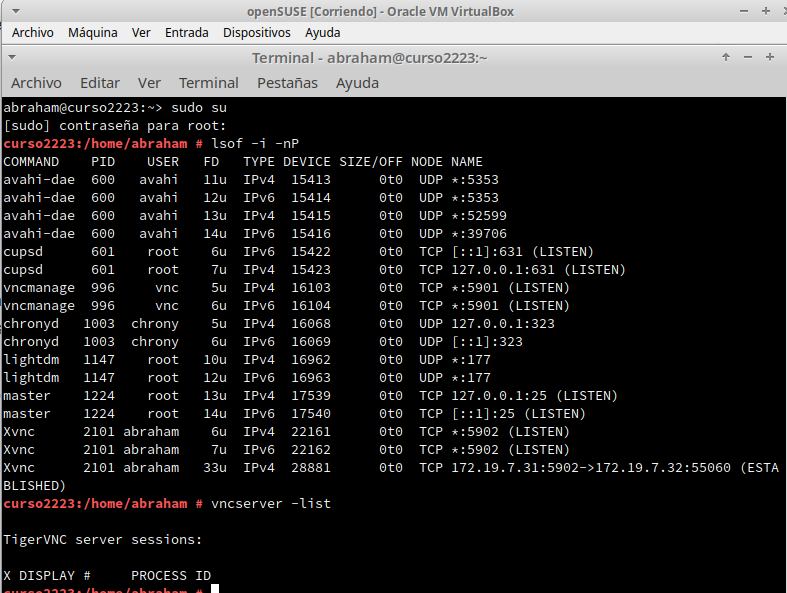 openSUSE [Corriendo] - Oracle VM VirtualBox
Archivo Máquina Ver Entrada Dispositivos Ayuda
Terminal - abraham@curso2223:~
Archivo Editar Ver Terminal Pestañas Ayuda
abraham@curso2223:~> sudo su
[sudo] contraseña para root:
curso2223:/home/abraham # lsof -i -nP
COMMAND    PID    USER   FD   TYPE DEVICE SIZE/OFF NODE NAME
avahi-dae  600   avahi   11u  IPv4  15413      0t0  UDP *:5353
avahi-dae  600   avahi   12u  IPv6  15414      0t0  UDP *:5353
avahi-dae  600   avahi   13u  IPv4  15415      0t0  UDP *:52599
avahi-dae  600   avahi   14u  IPv6  15416      0t0  UDP *:39706
cupsd      601    root    6u  IPv6  15422      0t0  TCP [::1]:631 (LISTEN)
cupsd      601    root    7u  IPv4  15423      0t0  TCP 127.0.0.1:631 (LISTEN)
vncmanage  996     vnc    5u  IPv4  16103      0t0  TCP *:5901 (LISTEN)
vncmanage  996     vnc    6u  IPv6  16104      0t0  TCP *:5901 (LISTEN)
chronyd   1003  chrony    5u  IPv4  16068      0t0  UDP 127.0.0.1:323
chronyd   1003  chrony    6u  IPv6  16069      0t0  UDP [::1]:323
lightdm   1147    root   10u  IPv6  16962      0t0  UDP *:177
lightdm   1147    root   12u  IPv4  16963      0t0  UDP *:177
master    1224    root   13u  IPv4  17539      0t0  TCP 127.0.0.1:25 (LISTEN)
master    1224    root   14u  IPv6  17540      0t0  TCP [::1]:25 (LISTEN)
Xvnc      2101 abraham    6u  IPv4  22161      0t0  TCP *:5902 (LISTEN)
Xvnc      2101 abraham    7u  IPv6  22162      0t0  TCP *:5902 (LISTEN)
Xvnc      2101 abraham   33u  IPv4  28881      0t0  TCP 172.19.7.31:5902->172.19.7.32:55060 (ESTA
BLISHED)
curso2223:/home/abraham # vncserver -list
TigerVNC server sessions:
X DISPLAY #     PROCESS ID
curso2223:/home/abraham #